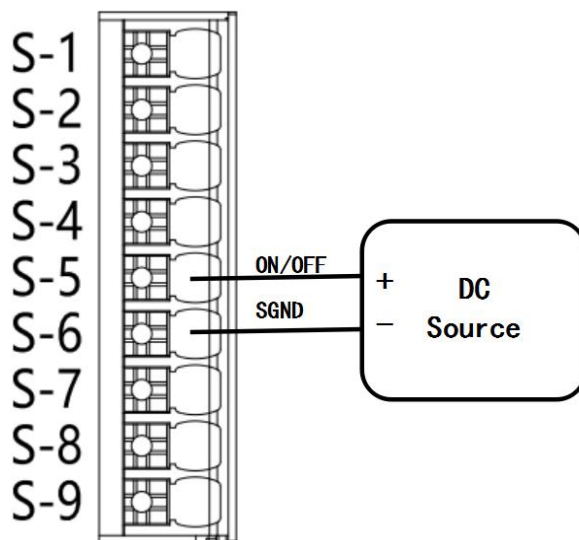 S-1
S-2
S-3
S-4
S-5
S-6
S-7
S-8
S-9
ON/OFF
SGND
+
−
DC
Source